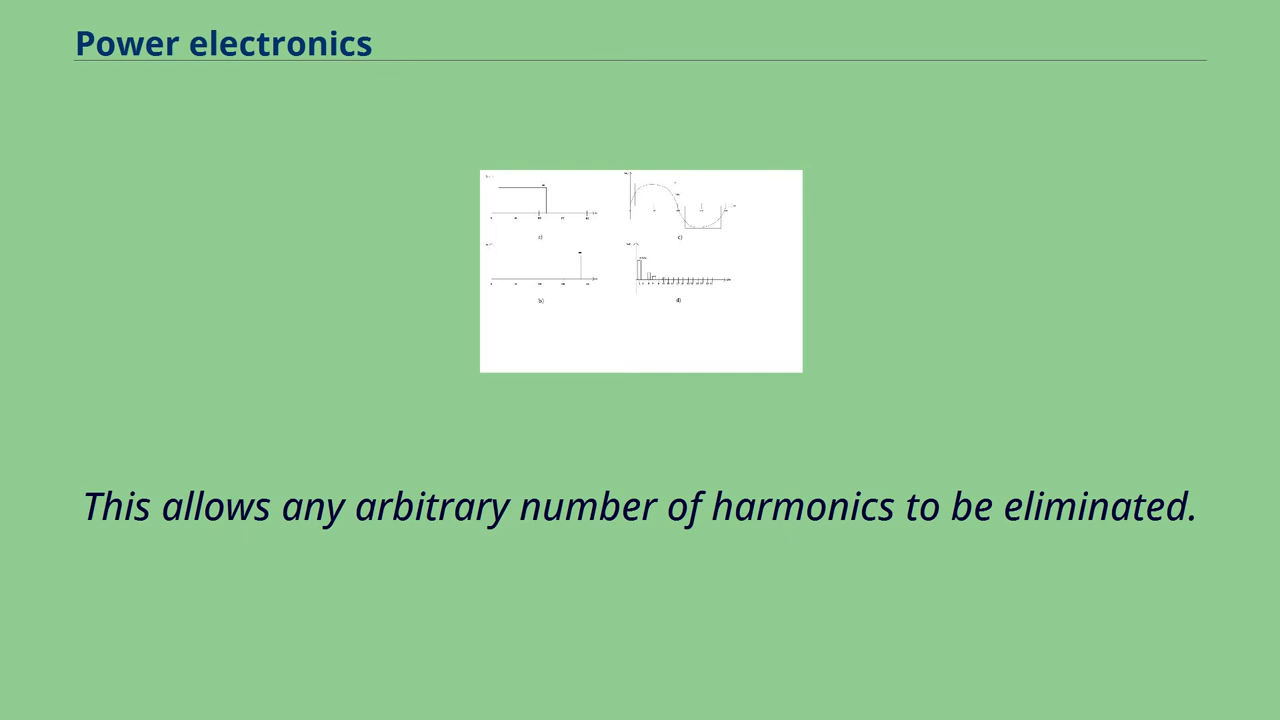 Power electronics
c)
b)
d)
This allows any arbitrary number of harmonics to be eliminated.